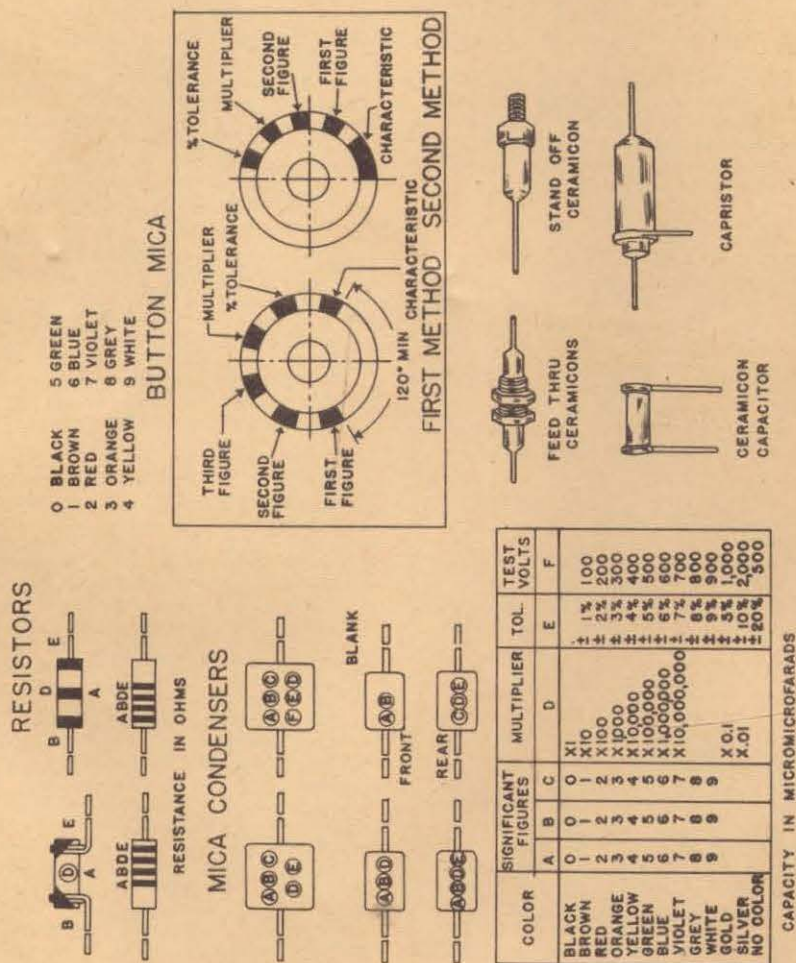 RESISTORS
B D E
A
B E
D
A
ABDE
ABDE
RESISTANCE IN OHMS
MICA CONDENSERS
A B C
D E
A B C
F E D
A B D
A B
BLANK
FRONT
A B D E
C D E
REAR
COLOR
SIGNIFICANT FIGURES
MULTIPLIER
TOL.
TEST VOLTS
A B C D E F
BLACK 0 0 0 X1
BROWN 1 1 1 X10 ± 1% 100
RED 2 2 2 X100 ± 2% 200
ORANGE 3 3 3 X1000 ± 3% 300
YELLOW 4 4 4 X10,000 ± 4% 400
GREEN 5 5 5 X100,000 ± 5% 500
BLUE 6 6 6 X1,000,000 ± 6% 600
VIOLET 7 7 7 X10,000,000 ± 7% 700
GREY 8 8 8 ± 8% 800
WHITE 9 9 9 ± 9% 900
GOLD X0.1 ± 5% 1,000
SILVER X.01 ± 10% 2,000
NO COLOR ± 20% 500
CAPACITY IN MICROMICROFARADS
0 BLACK 5 GREEN
1 BROWN 6 BLUE
2 RED 7 VIOLET
3 ORANGE 8 GREY
4 YELLOW 9 WHITE
BUTTON MICA
THIRD FIGURE
SECOND FIGURE
FIRST FIGURE
MULTIPLIER
%TOLERANCE
CHARACTERISTIC
120° MIN
FIRST METHOD
%TOLERANCE
MULTIPLIER
SECOND FIGURE
FIRST FIGURE
CHARACTERISTIC
SECOND METHOD
FEED THRU
CERAMICONS
STAND OFF
CERAMICON
CERAMICON
CAPACITOR
CAPRISTOR